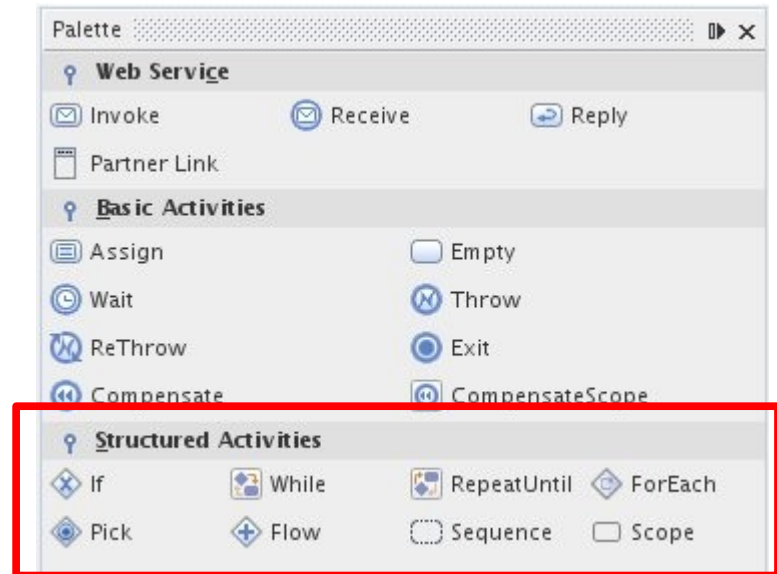 Palette
Web Service
Invoke Receive Reply
Partner Link
Basic Activities
Assign Empty
Wait Throw
ReThrow Exit
Compensate CompensateScope
Structured Activities
If While RepeatUntil ForEach
Pick Flow Sequence Scope